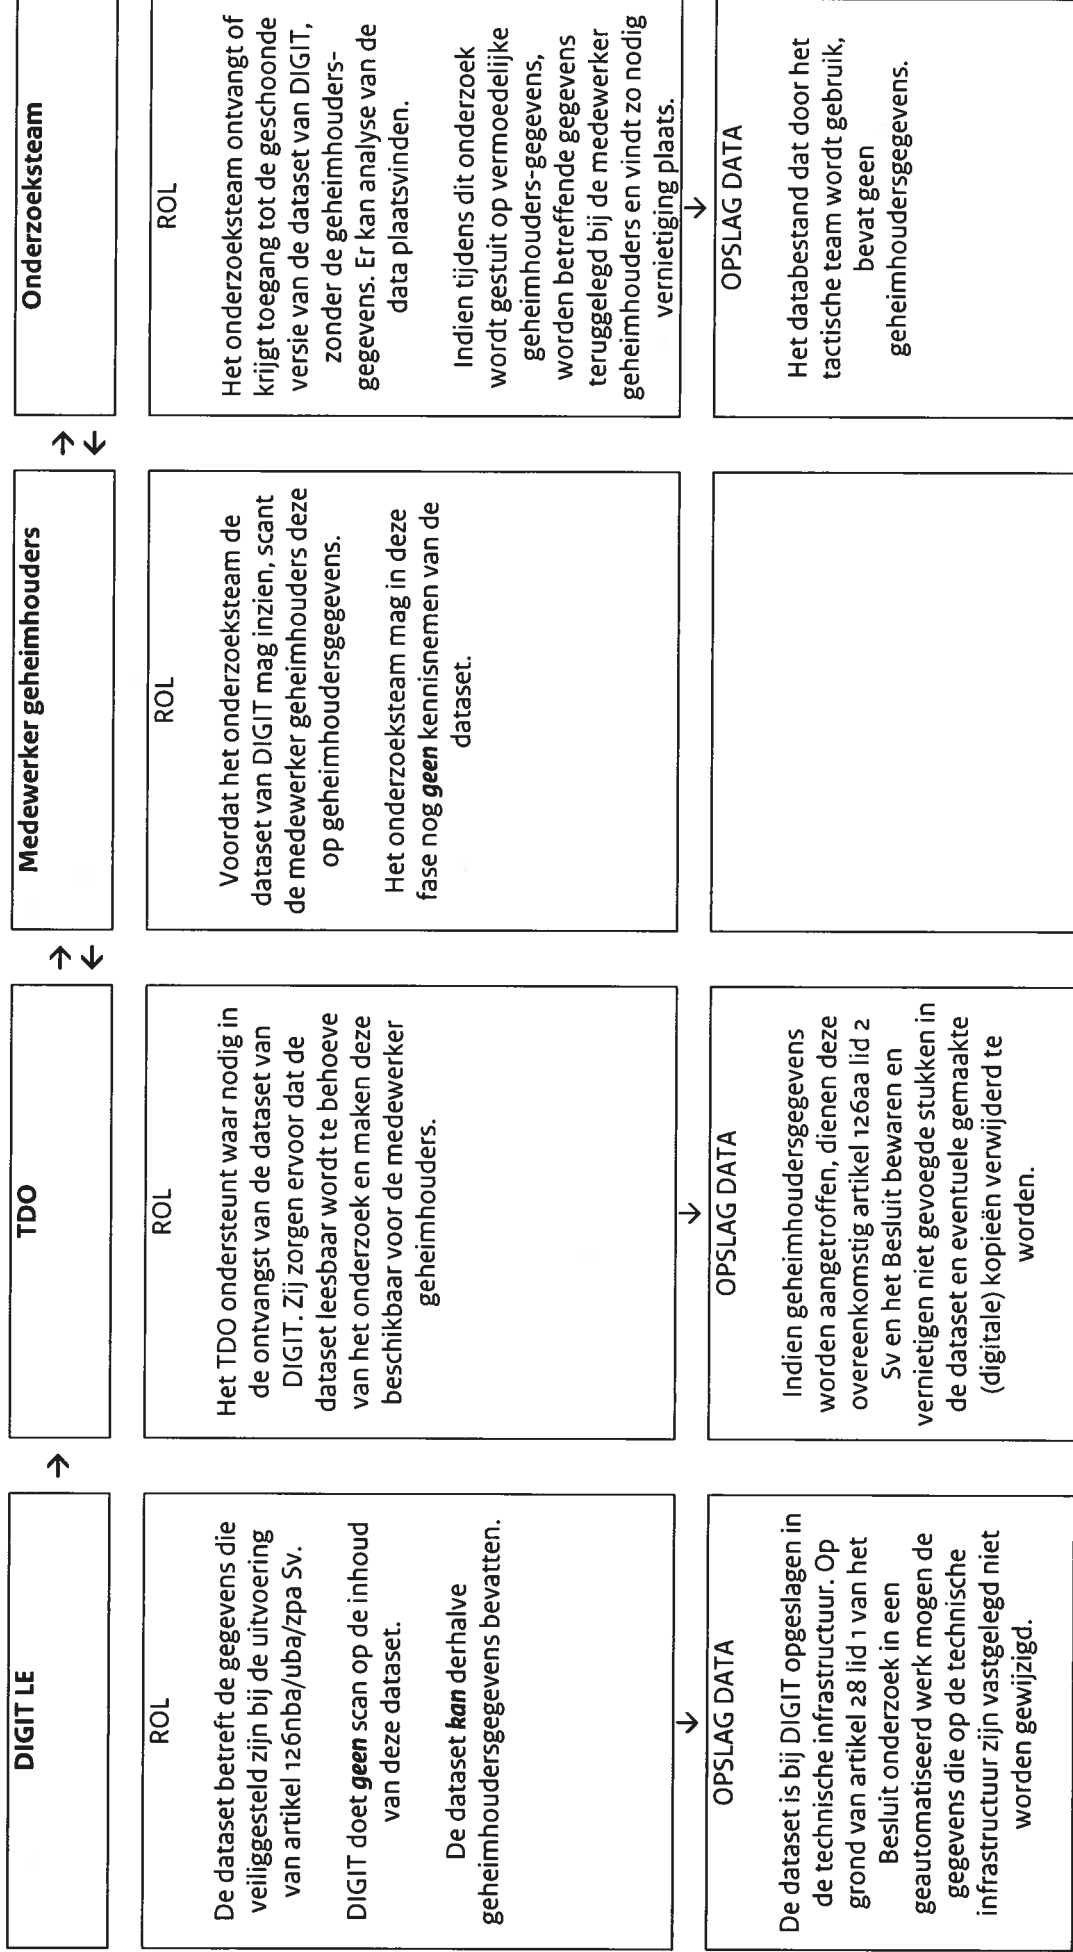 DIGIT LE
→
TDO
→
←
Medewerker geheimhouders
→
←
Onderzoeksteam
ROL
De dataset betreft de gegevens die
veiliggesteld zijn bij de uitvoering
van artikel 126nba/uba/zpa Sv.
DIGIT doet geen scan op de inhoud
van deze dataset.
De dataset kan derhalve
geheimhoudersgegevens bevatten.
ROL
Het TDO ondersteunt waar nodig in
de ontvangst van de dataset van
DIGIT. Zij zorgen ervoor dat de
dataset leesbaar wordt te behoeve
van het onderzoek en maken deze
beschikbaar voor de medewerker
geheimhouders.
ROL
Voordat het onderzoeksteam de
dataset van DIGIT mag inzien, scant
de medewerker geheimhouders deze
op geheimhoudersgegevens.
Het onderzoeksteam mag in deze
fase nog geen kennisnemen van de
dataset.
ROL
Het onderzoeksteam ontvangt of
krijgt toegang tot de geschoonde
versie van de dataset van DIGIT,
zonder de geheimhouders-
gegevens. Er kan analyse van de
data plaatsvinden.
Indien tijdens dit onderzoek
wordt gestuit op vermoedelijke
geheimhouders-gegevens,
worden betreffende gegevens
teruggelegd bij de medewerker
geheimhouders en vindt zo nodig
vernietiging plaats.
↓
↓
↓
OPSLAG DATA
De dataset is bij DIGIT opgeslagen in
de technische infrastructuur. Op
grond van artikel 28 lid 1 van het
Besluit onderzoek in een
geautomatiseerd werk mogen de
gegevens die op de technische
infrastructuur zijn vastgelegd niet
worden gewijzigd.
OPSLAG DATA
Indien geheimhoudersgegevens
worden aangetroffen, dienen deze
overeenkomstig artikel 126aa lid 2
Sv en het Besluit bewaren en
vernietigen niet gevoegde stukken in
de dataset en eventuele gemaakte
(digitale) kopieën verwijderd te
worden.
OPSLAG DATA
Het databestand dat door het
tactische team wordt gebruik,
bevat geen
geheimhoudersgegevens.